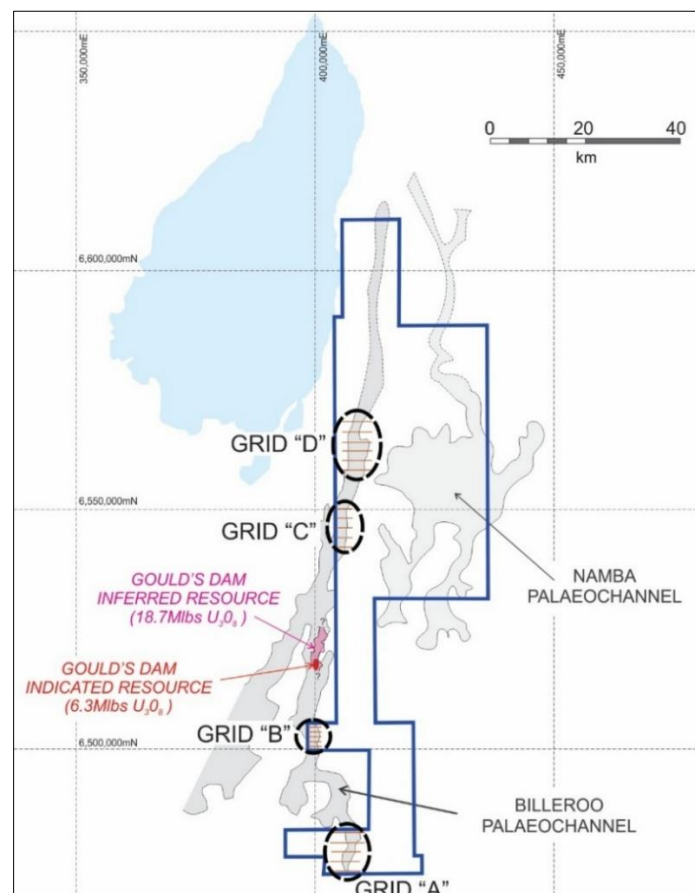 350,000mE
400,000mE
450,000mE
0 20 40
km
6,600,000mN
GRID “D”
6,550,000mN
GRID “C”
GOULD'S DAM
INFERRED RESOURCE
(18.7Mlbs U₃0₈)
NAMBA
PALAEOCHANNEL
?
GOULD'S DAM
INDICATED RESOURCE
(6.3Mlbs U₃0₈)
?
GRID “B”
6,500,000mN
BILLEROO
PALAEOCHANNEL
GRID “A”